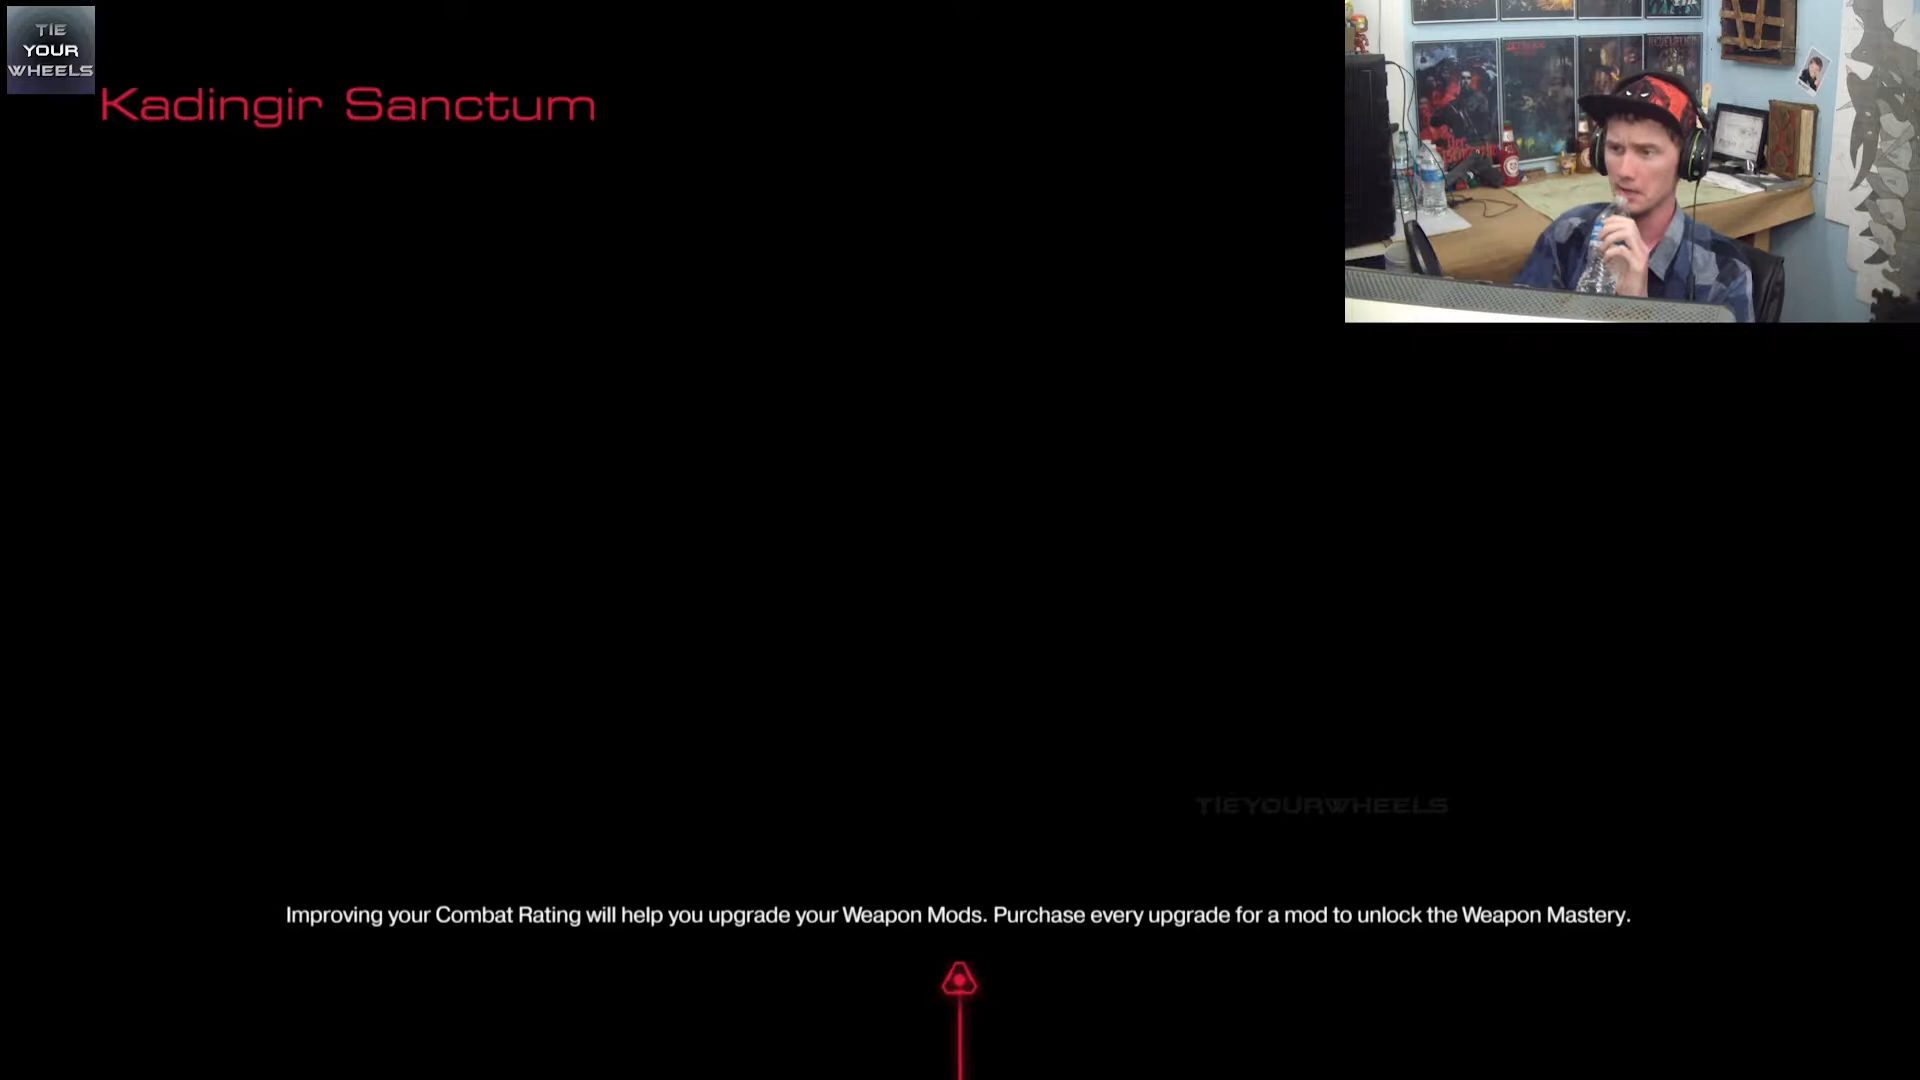 TIE
YOUR
WHEELS
Kadingir Sanctum
TIEYOURWHEELS
Improving your Combat Rating will help you upgrade your Weapon Mods. Purchase every upgrade for a mod to unlock the Weapon Mastery.